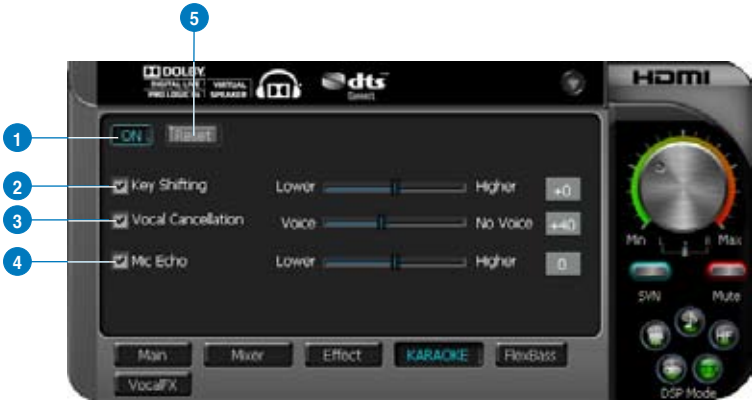 5
DOLBY
DIGITAL LIVE
PRO LOGIC IIx
VIRTUAL
SPEAKER
dts
Connect
HDMI
1
ON
Reset
2
Key Shifting Lower Higher +0
3
Vocal Cancellation Voice No Voice +40
4
Mic Echo Lower Higher 0
Min L R Max
SVN Mute
HF
DSP Mode
Main Mixer Effect KARAOKE FlexBass
VocalFX